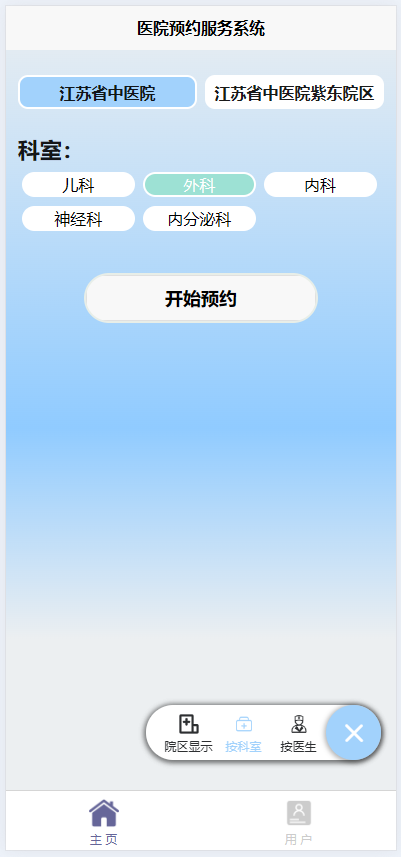 医院预约服务系统
江苏省中医院 江苏省中医院紫东院区
科室：
儿科 外科 内科
神经科 内分泌科
开始预约
院区显示 按科室 按医生
主页 用户